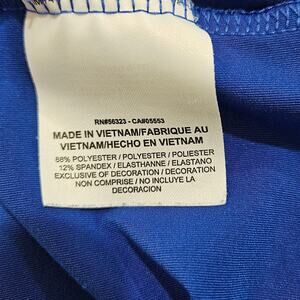 RN#56323 - CA#05553
MADE IN VIETNAM/FABRIQUE AU
VIETNAM/HECHO EN VIETNAM
88% POLYESTER / POLYESTER / POLIESTER
12% SPANDEX / ELASTHANNE / ELASTANO
EXCLUSIVE OF DECORATION / DECORATION
NON COMPRISE / NO INCLUYE LA
DECORACION